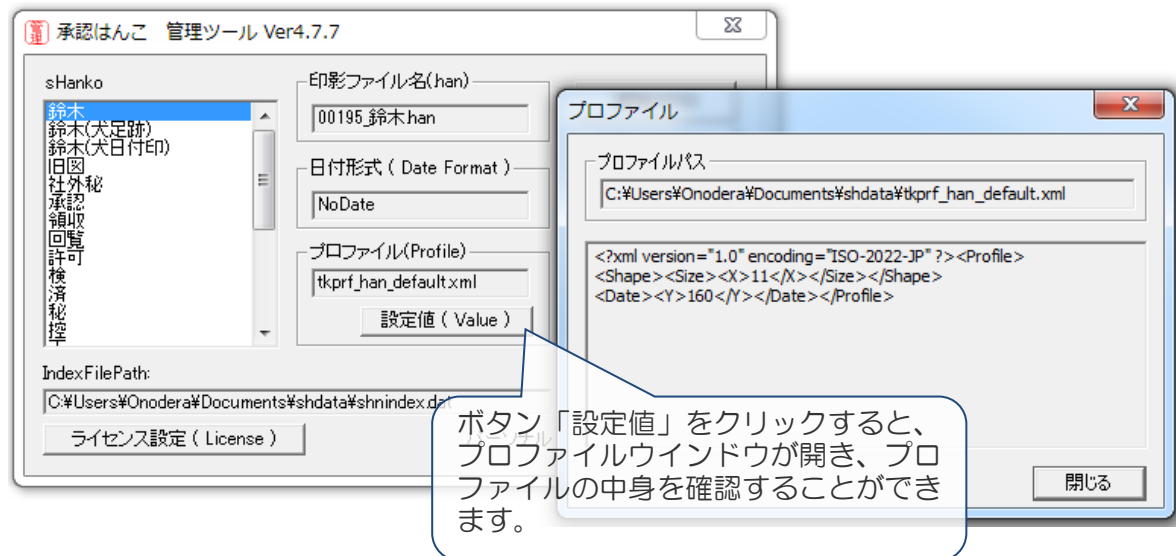 承認はんこ　管理ツール Ver4.7.7
sHanko
鈴木
鈴木(犬足跡)
鈴木(犬日付印)
旧図
社外秘
承認
領収
回覧
許可
検
済
秘
控
印影ファイル名(.han)
00195_鈴木.han
日付形式 ( Date Format )
NoDate
プロファイル(Profile)
tkprf_han_default.xml
設定値 ( Value )
IndexFilePath:
C:¥Users¥Onodera¥Documents¥shdata¥shnindex.dat
ライセンス設定 ( License )
プロファイル
プロファイルパス
C:¥Users¥Onodera¥Documents¥shdata¥tkprf_han_default.xml
<?xml version="1.0" encoding="ISO-2022-JP" ?><Profile>
<Shape><Size><X>11</X></Size></Shape>
<Date><Y>160</Y></Date></Profile>
閉じる
ボタン「設定値」をクリックすると、
プロファイルウインドウが開き、プロ
ファイルの中身を確認することができ
ます。